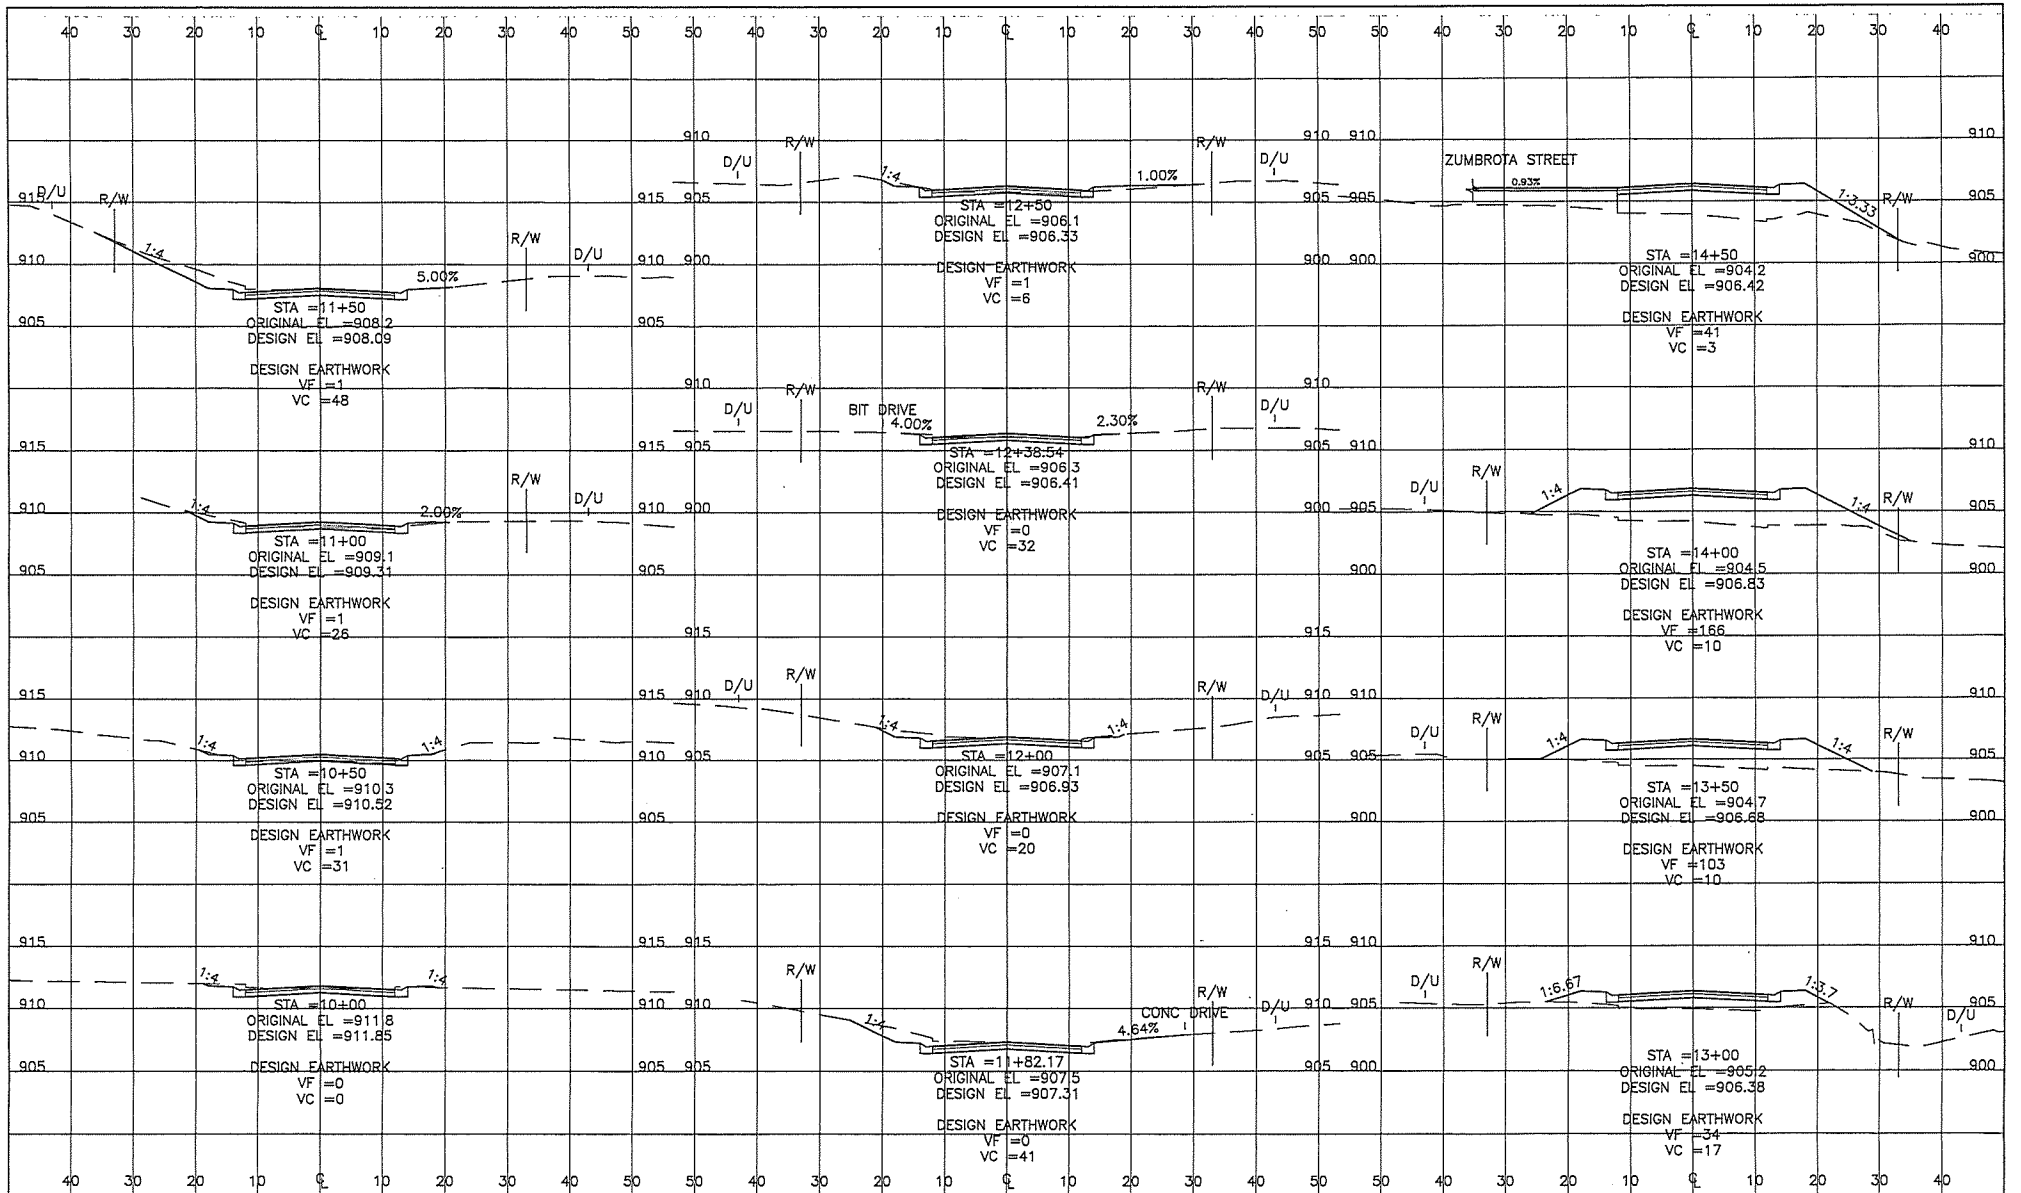 40 30 20 10 ℄ 10 20 30 40 50 50 40 30 20 10 ℄ 10 20 30 40 50 50 40 30 20 10 ℄ 10 20 30 40
915 D/U R/W
1:4
910
905
5.00%
R/W D/U
910
905
STA =11+50
ORIGINAL EL =908.2
DESIGN EL =908.09
DESIGN EARTHWORK
VF =1
VC =48
915
910
905
1:4
2.00%
R/W D/U
915
910
905
STA =11+00
ORIGINAL EL =909.1
DESIGN EL =909.31
DESIGN EARTHWORK
VF =1
VC =26
915
910
905
1:4
1:4
915
910
905
STA =10+50
ORIGINAL EL =910.3
DESIGN EL =910.52
DESIGN EARTHWORK
VF =1
VC =31
915
910
905
1:4
1:4
915
910
905
STA =10+00
ORIGINAL EL =911.8
DESIGN EL =911.85
DESIGN EARTHWORK
VF =0
VC =0
910
900
905
D/U R/W
1:4
1.00%
R/W D/U
910
905
900
STA =12+50
ORIGINAL EL =906.1
DESIGN EL =906.33
DESIGN EARTHWORK
VF =1
VC =6
910
905
900
D/U R/W
BIT DRIVE
4.00%
2.30%
R/W D/U
910
905
900
STA =12+38.54
ORIGINAL EL =906.3
DESIGN EL =906.41
DESIGN EARTHWORK
VF =0
VC =32
915
910
905
D/U R/W
1:4
1:4
R/W D/U
915
910
905
STA =12+00
ORIGINAL EL =907.1
DESIGN EL =906.93
DESIGN EARTHWORK
VF =0
VC =20
915
905
R/W
1:4
4.64%
CONC DRIVE
R/W D/U
915
910
905
STA =11+82.17
ORIGINAL EL =907.5
DESIGN EL =907.31
DESIGN EARTHWORK
VF =0
VC =41
910
905
900
ZUMBROTA STREET
0.93%
1:3.33
R/W
910
905
900
STA =14+50
ORIGINAL EL =904.2
DESIGN EL =906.42
DESIGN EARTHWORK
VF =41
VC =3
910
905
900
D/U R/W
1:4
1:4
R/W
910
905
900
STA =14+00
ORIGINAL EL =904.5
DESIGN EL =906.83
DESIGN EARTHWORK
VF =166
VC =10
910
900
D/U R/W
1:4
1:4
R/W
910
905
900
STA =13+50
ORIGINAL EL =904.7
DESIGN EL =906.68
DESIGN EARTHWORK
VF =103
VC =10
910
905
900
D/U R/W
1:6.67
1:3.7
R/W D/U
910
905
900
STA =13+00
ORIGINAL EL =905.2
DESIGN EL =906.38
DESIGN EARTHWORK
VF =34
VC =17
40 30 20 10 ℄ 10 20 30 40 50 50 40 30 20 10 ℄ 10 20 30 40 50 50 40 30 20 10 ℄ 10 20 30 40